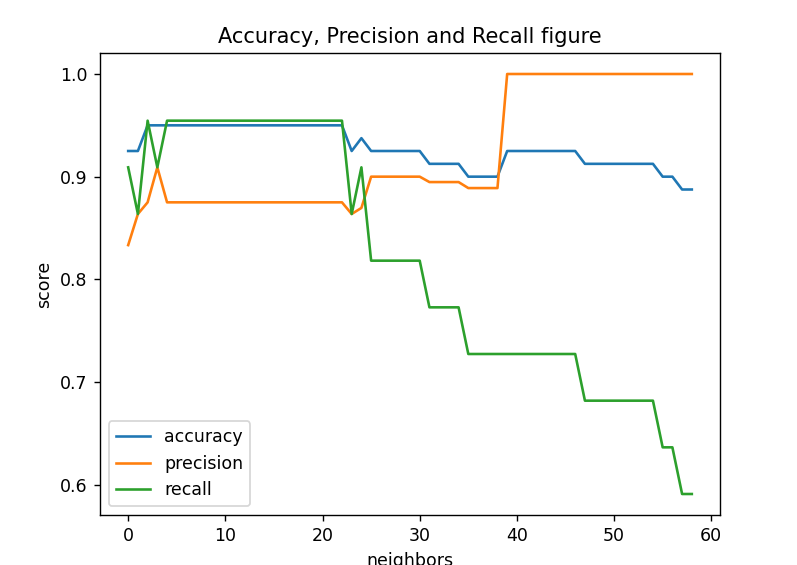 Accuracy, Precision and Recall figure
1.0
0.9
0.8
0.7
0.6
score
accuracy
precision
recall
0 10 20 30 40 50 60
neighbors